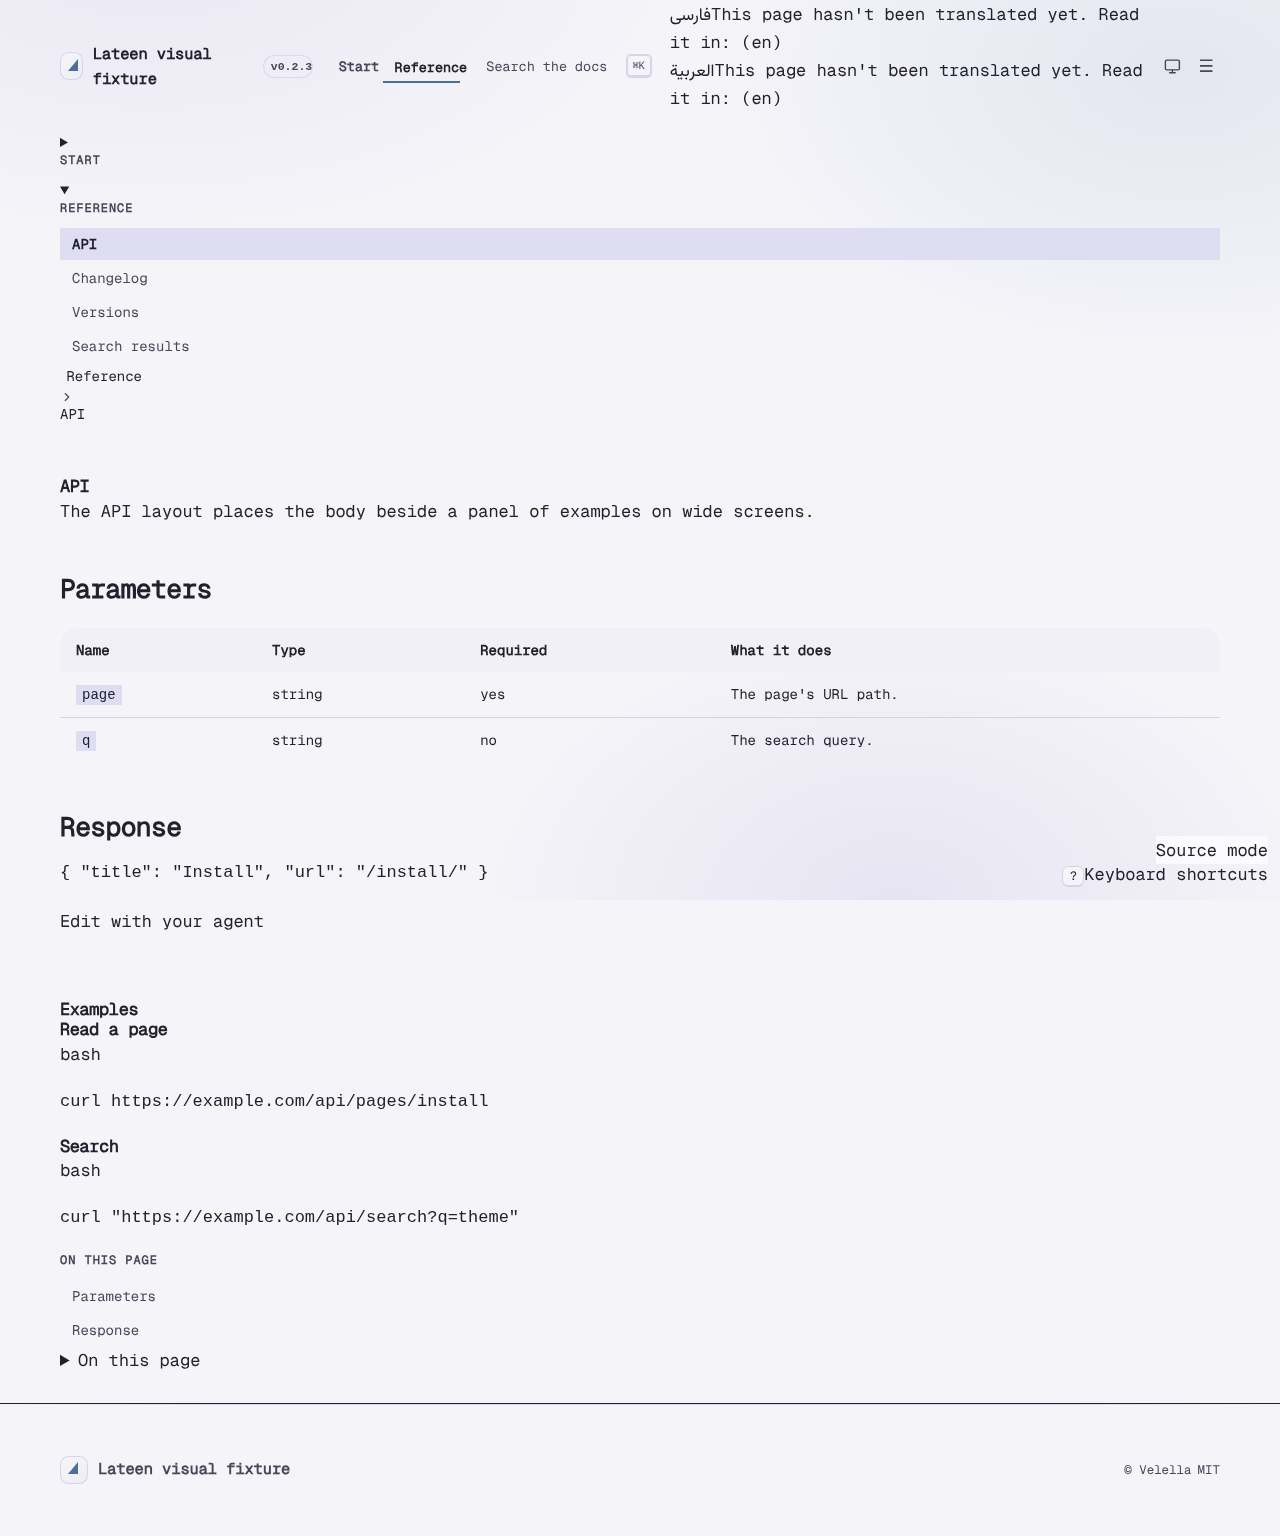 Lateen visual
fixture
v0.2.3
Start
Reference
Search the docs
⌘K
فارسیThis page hasn't been translated yet. Read
it in: (en)
العربيةThis page hasn't been translated yet. Read
it in: (en)
START
REFERENCE
API
Changelog
Versions
Search results
Reference
API
API
The API layout places the body beside a panel of examples on wide screens.
Parameters
Name Type Required What it does
page string yes The page's URL path.
q string no The search query.
Response
{ "title": "Install", "url": "/install/" }
Source mode
? Keyboard shortcuts
Edit with your agent
Examples
Read a page
bash
curl https://example.com/api/pages/install
Search
bash
curl "https://example.com/api/search?q=theme"
ON THIS PAGE
Parameters
Response
On this page
Lateen visual fixture
© Velella MIT